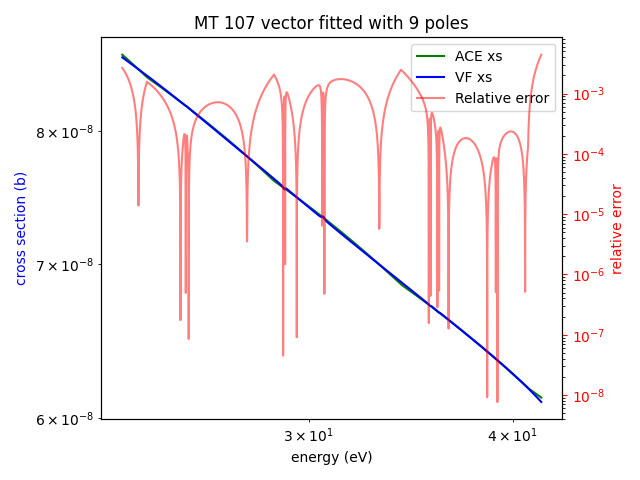 MT 107 vector fitted with 9 poles
ACE xs
VF xs
Relative error
8 × 10⁻⁸
7 × 10⁻⁸
6 × 10⁻⁸
cross section (b)
10⁻³
10⁻⁴
10⁻⁵
10⁻⁶
10⁻⁷
10⁻⁸
relative error
3 × 10¹
4 × 10¹
energy (eV)